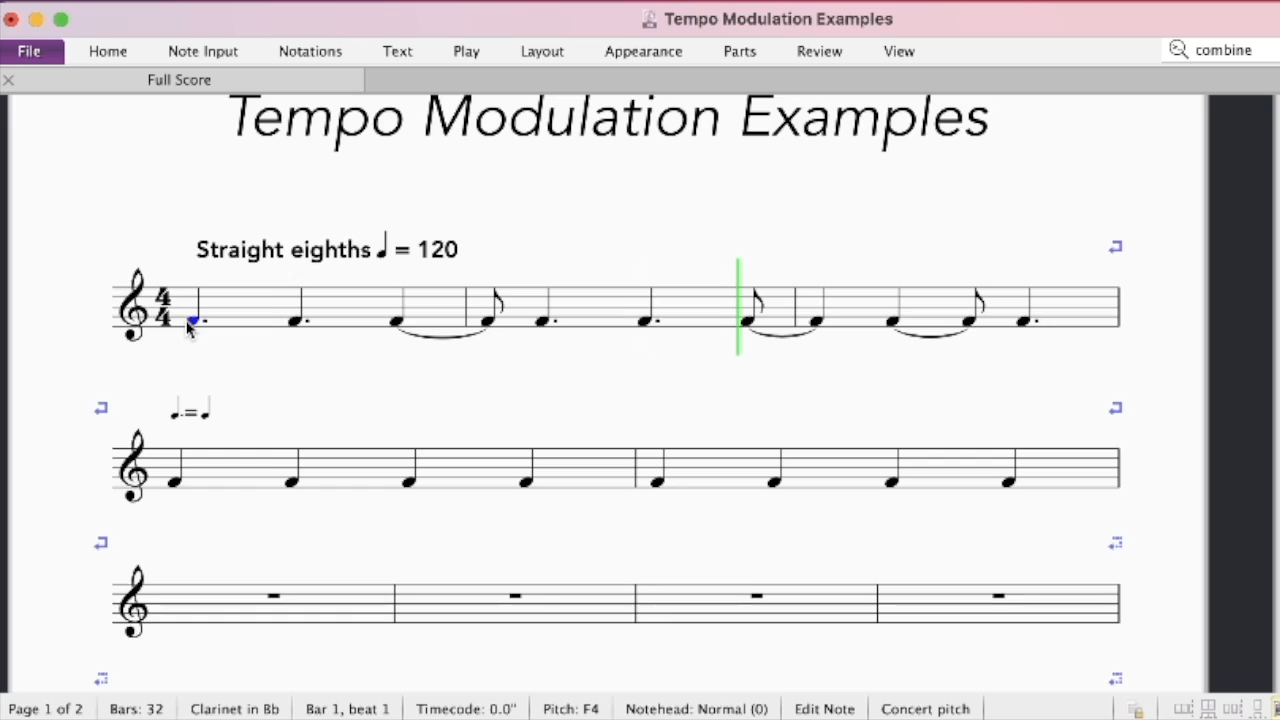 Tempo Modulation Examples
File Home Note Input Notations Text Play Layout Appearance Parts Review View combine
Full Score
Tempo Modulation Examples
Straight eighths ♩ = 120
4
4
♩. = ♩
Page 1 of 2 Bars: 32 Clarinet in Bb Bar 1, beat 1 Timecode: 0.0" Pitch: F4 Notehead: Normal (0) Edit Note Concert pitch